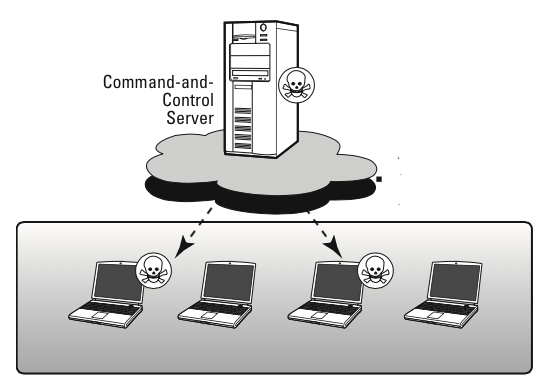 Command-and-
Control
Server